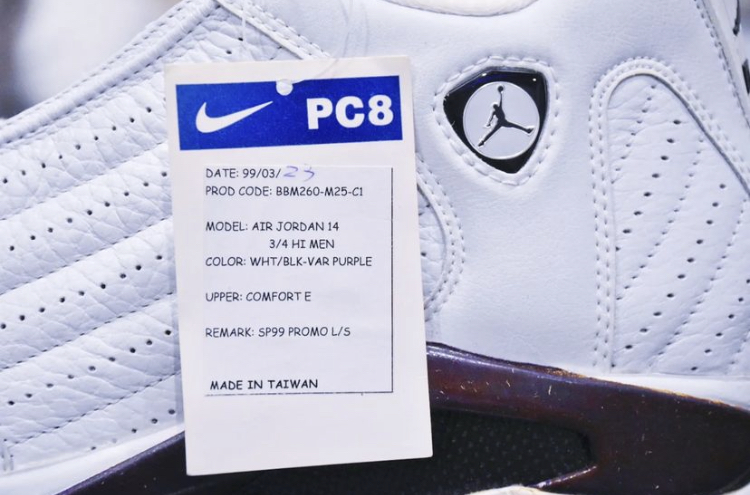 PC8
DATE: 99/03/23
PROD CODE: BBM260-M25-C1
MODEL: AIR JORDAN 14
3/4 HI MEN
COLOR: WHT/BLK-VAR PURPLE
UPPER: COMFORT E
REMARK: SP99 PROMO L/S
MADE IN TAIWAN